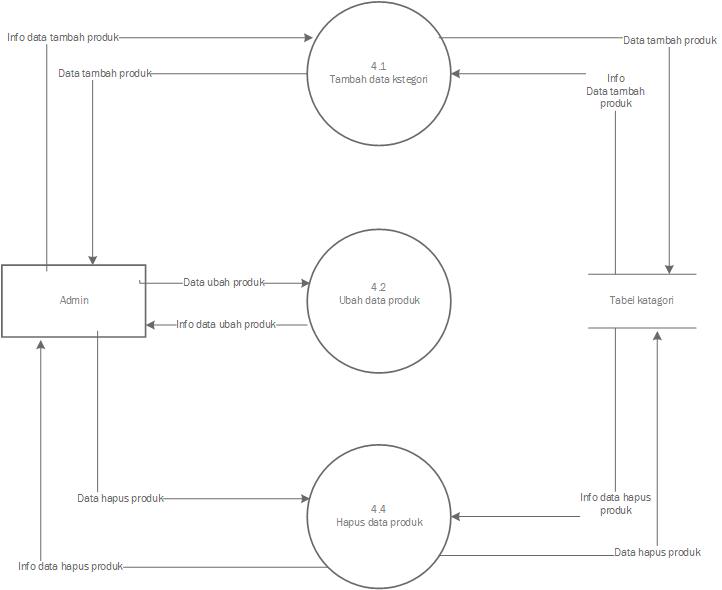 Info data tambah produk
Data tambah produk
4.1
Tambah data kstegori
Data tambah produk
Info
Data tambah
produk
Admin
Data ubah produk
Info data ubah produk
4.2
Ubah data produk
Tabel katagori
Data hapus produk
Info data hapus produk
4.4
Hapus data produk
Info data hapus
produk
Data hapus produk